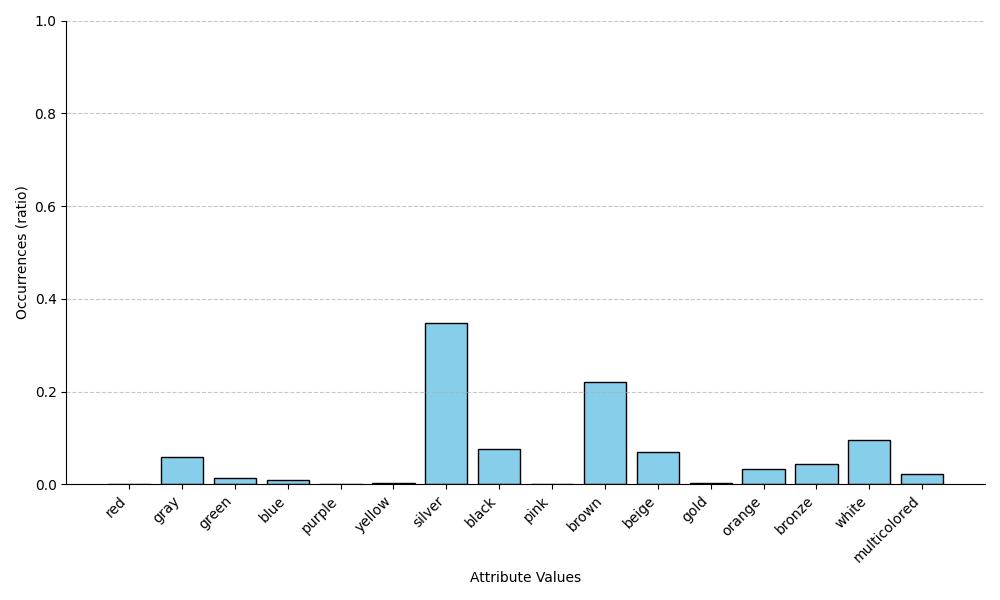 1.0
0.8
0.6
0.4
0.2
0.0
Occurrences (ratio)
red
gray
green
blue
purple
yellow
silver
black
pink
brown
beige
gold
orange
bronze
white
multicolored
Attribute Values